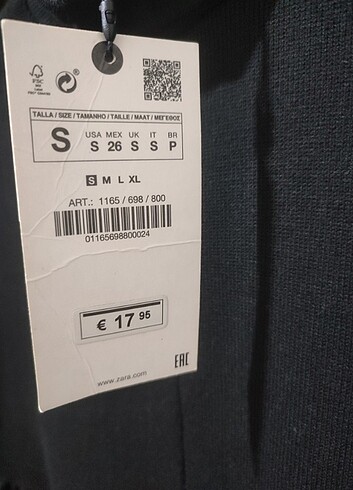 FSC
TALLA / SIZE / TAMANHO / TAILLE / MAAT / ΜΕΓΕΘΟΣ
S
USA MEX UK IT BR
S 26 S S P
S M L XL
ART.: 1165 / 698 / 800
01165698800024
€ 17 95
EAC
www.zara.com